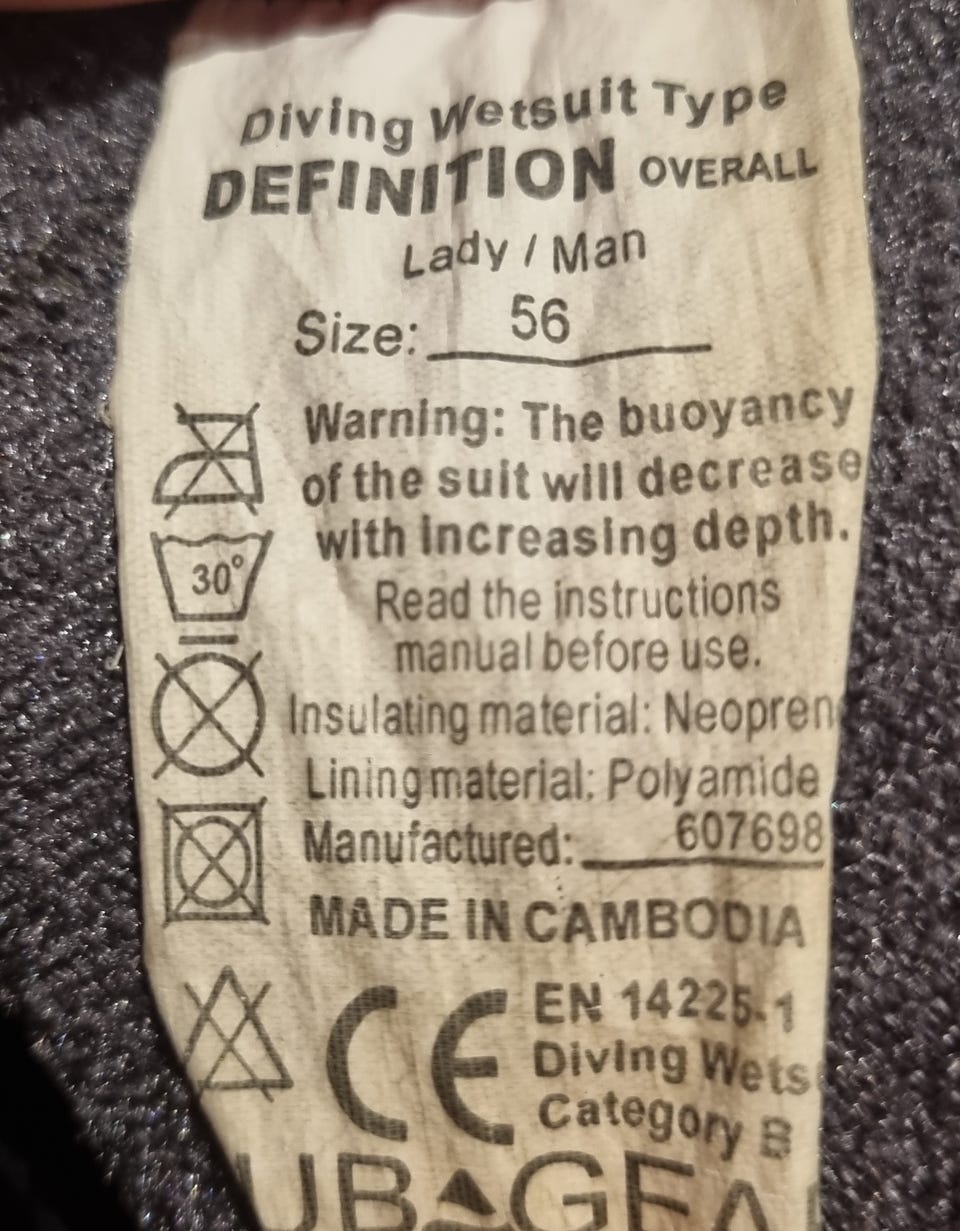 Diving Wetsuit Type
DEFINITION OVERALL
Lady / Man
Size: 56
Warning: The buoyancy
of the suit will decrease
with increasing depth.
30°
Read the instructions
manual before use.
Insulating material: Neopren
Lining material: Polyamide
Manufactured: 607698
MADE IN CAMBODIA
CE
EN 14225-1
Diving Wets
Category B
UB GEA